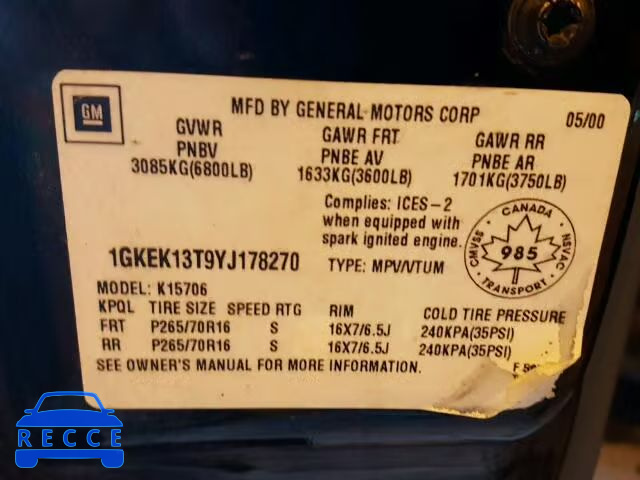 GM
MFD BY GENERAL MOTORS CORP 05/00
GVWR GAWR FRT GAWR RR
PNBV PNBE AV PNBE AR
3085KG(6800LB) 1633KG(3600LB) 1701KG(3750LB)
Complies: ICES-2
when equipped with
spark ignited engine.
1GKEK13T9YJ178270 TYPE: MPV/VTUM
CANADA
CMVSS 985 NSVAC
TRANSPORT
MODEL: K15706
KPQL TIRE SIZE SPEED RTG RIM COLD TIRE PRESSURE
FRT P265/70R16 S 16X7/6.5J 240KPA(35PSI)
RR P265/70R16 S 16X7/6.5J 240KPA(35PSI)
SEE OWNER'S MANUAL FOR MORE INFORMATION.
RECCE